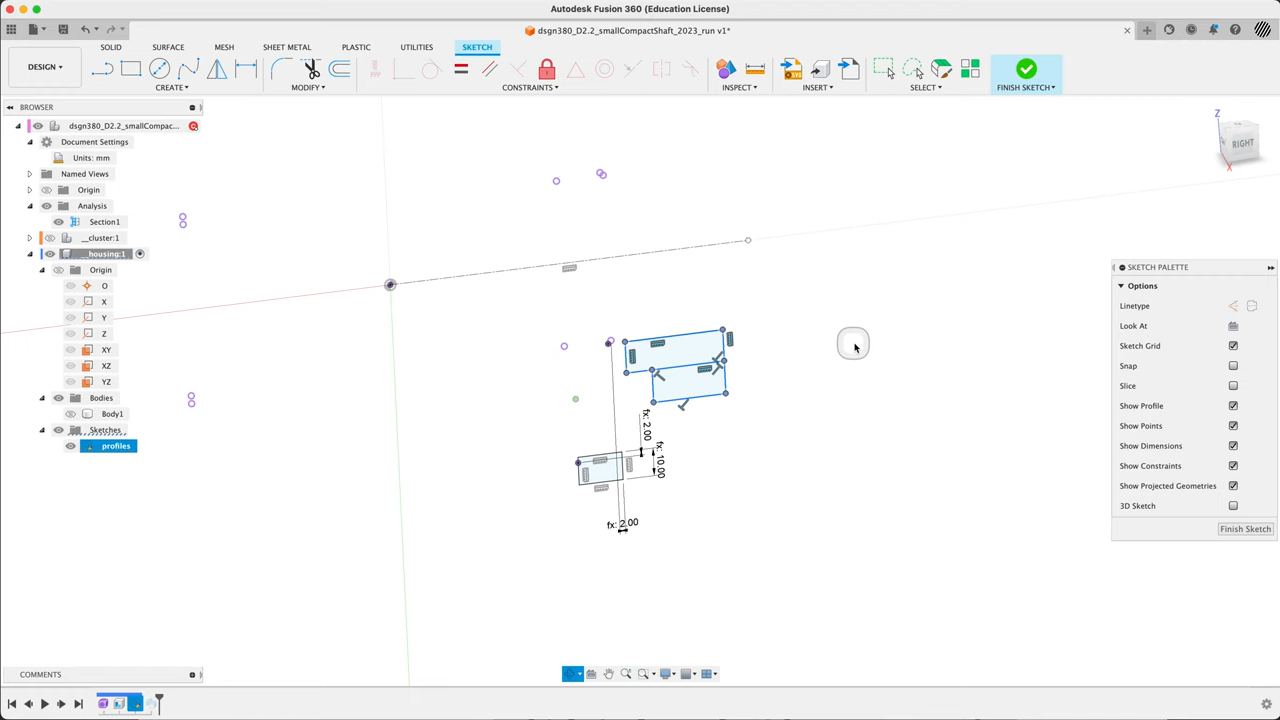 Autodesk Fusion 360 (Education License)
dsgn380_D2.2_smallCompactShaft_2023_run v1*
DESIGN
SOLID
SURFACE
MESH
SHEET METAL
PLASTIC
UTILITIES
SKETCH
CREATE
MODIFY
CONSTRAINTS
INSPECT
INSERT
SELECT
FINISH SKETCH
BROWSER
dsgn380_D2.2_smallCompac...
Document Settings
Units: mm
Named Views
Origin
Analysis
Section1
__cluster:1
__housing:1
Origin
O
X
Y
Z
XY
XZ
YZ
Bodies
Body1
Sketches
profiles
fx: 2.00
fx: 10.00
fx: 2.00
Z
RIGHT
X
SKETCH PALETTE
Options
Linetype
Look At
Sketch Grid
Snap
Slice
Show Profile
Show Points
Show Dimensions
Show Constraints
Show Projected Geometries
3D Sketch
Finish Sketch
COMMENTS